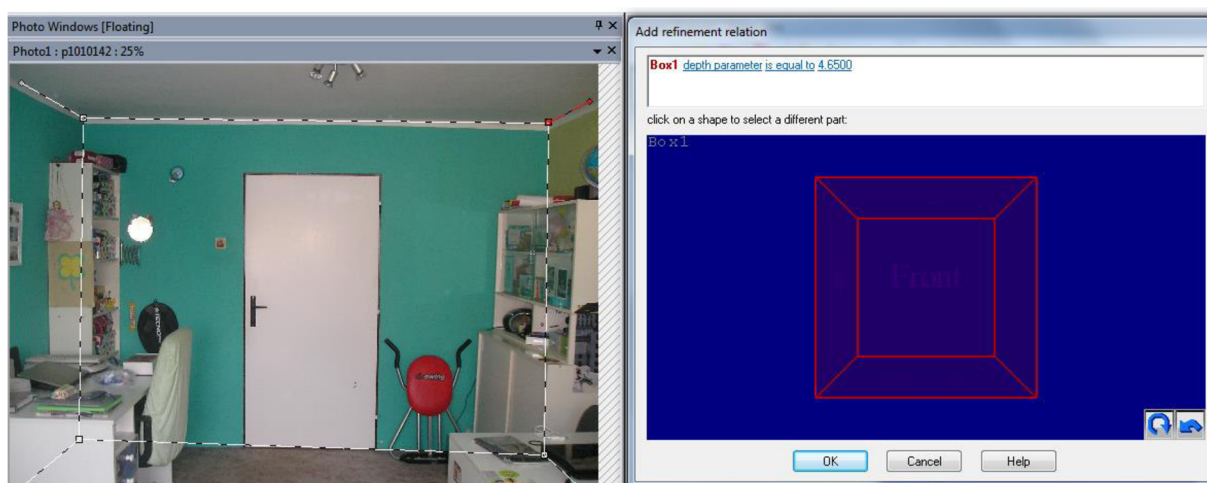 Photo Windows [Floating]
Photo1 : p1010142 : 25%
Add refinement relation
Box1 depth parameter is equal to 4.6500
click on a shape to select a different part:
Box1
Front
OK
Cancel
Help